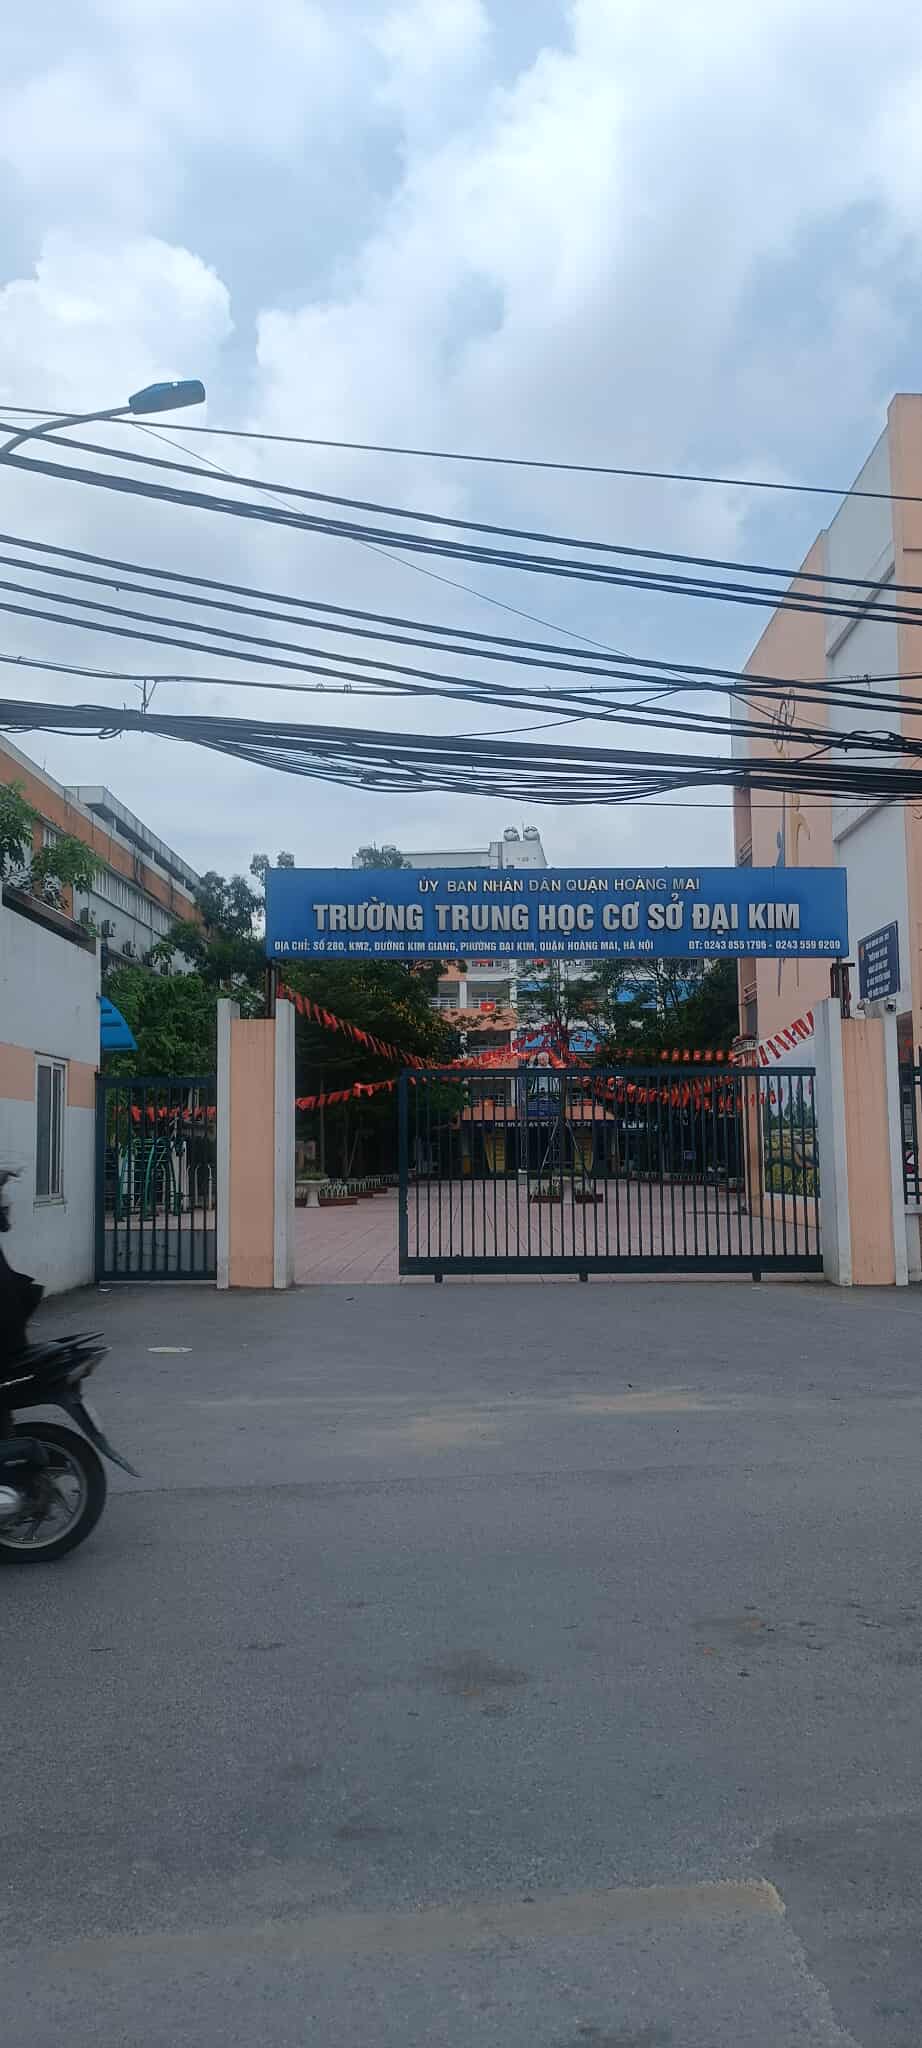 ỦY BAN NHÂN DÂN QUẬN HOÀNG MAI
TRƯỜNG TRUNG HỌC CƠ SỞ ĐẠI KIM
ĐỊA CHỈ: SỐ 280, KM2, ĐƯỜNG KIM GIANG, PHƯỜNG ĐẠI KIM, QUẬN HOÀNG MAI, HÀ NỘI ĐT: 0243 855 1796 - 0243 559 9209